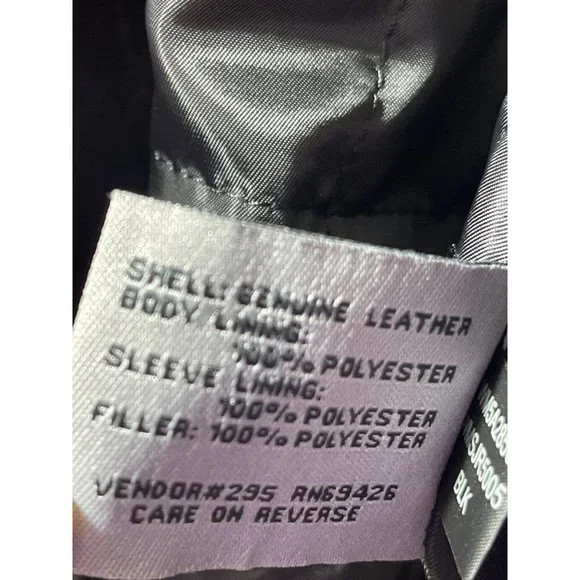 SHELL: GENUINE LEATHER
BODY LINING:
100% POLYESTER
SLEEVE LINING:
100% POLYESTER
FILLER: 100% POLYESTER
VENDOR#295 RN69426
CARE ON REVERSE
BLK